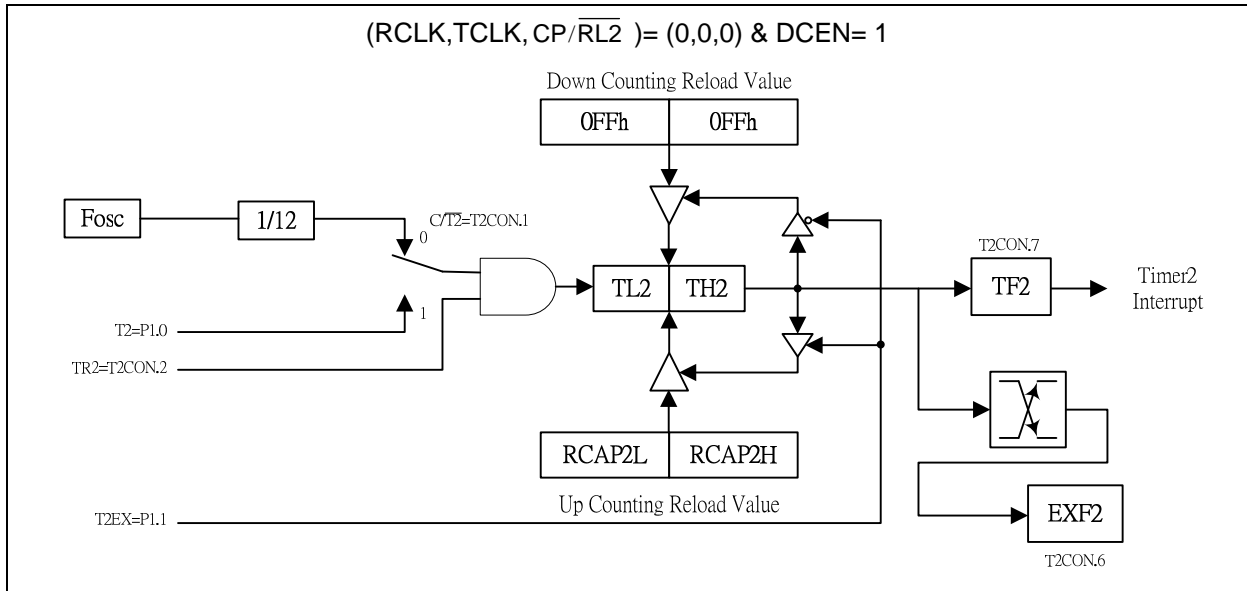 (RCLK,TCLK, CP/R̅L̅2̅ )= (0,0,0) & DCEN= 1
Down Counting Reload Value
0FFh 0FFh
Fosc
1/12
C/T̅2̅=T2CON.1
0
1
T2=P1.0
TR2=T2CON.2
TL2 TH2
T2CON.7
TF2
Timer2
Interrupt
RCAP2L RCAP2H
Up Counting Reload Value
T2EX=P1.1
EXF2
T2CON.6